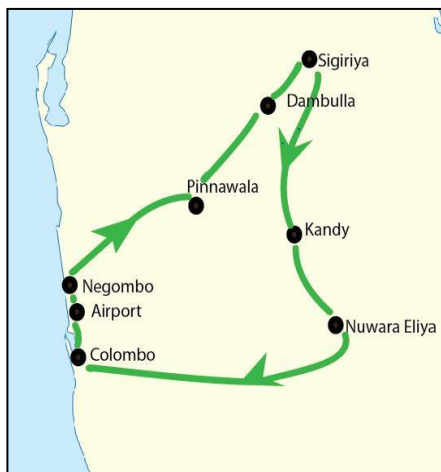 Sigiriya
Dambulla
Pinnawala
Kandy
Negombo
Airport
Nuwara Eliya
Colombo